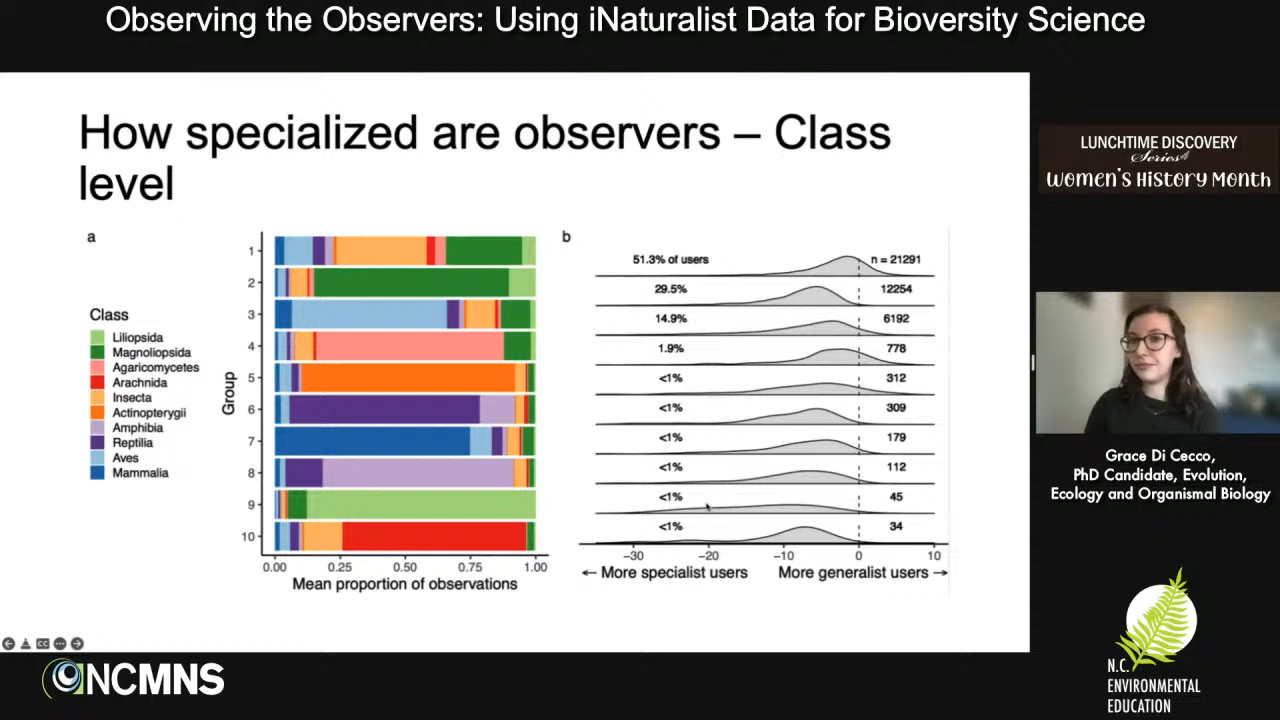 Observing the Observers: Using iNaturalist Data for Bioversity Science
How specialized are observers – Class
level
a
Class
Liliopsida
Magnoliopsida
Agaricomycetes
Arachnida
Insecta
Actinopterygii
Amphibia
Reptilia
Aves
Mammalia
Group
1
2
3
4
5
6
7
8
9
10
0.00 0.25 0.50 0.75 1.00
Mean proportion of observations
b
51.3% of users n = 21291
29.5% 12254
14.9% 6192
1.9% 778
<1% 312
<1% 309
<1% 179
<1% 112
<1% 45
<1% 34
−30 −20 −10 0 10
← More specialist users More generalist users →
LUNCHTIME DISCOVERY
Series
Women's History Month
Grace Di Cecco,
PhD Candidate, Evolution,
Ecology and Organismal Biology
CC
NCMNS
N.C.
ENVIRONMENTAL
EDUCATION